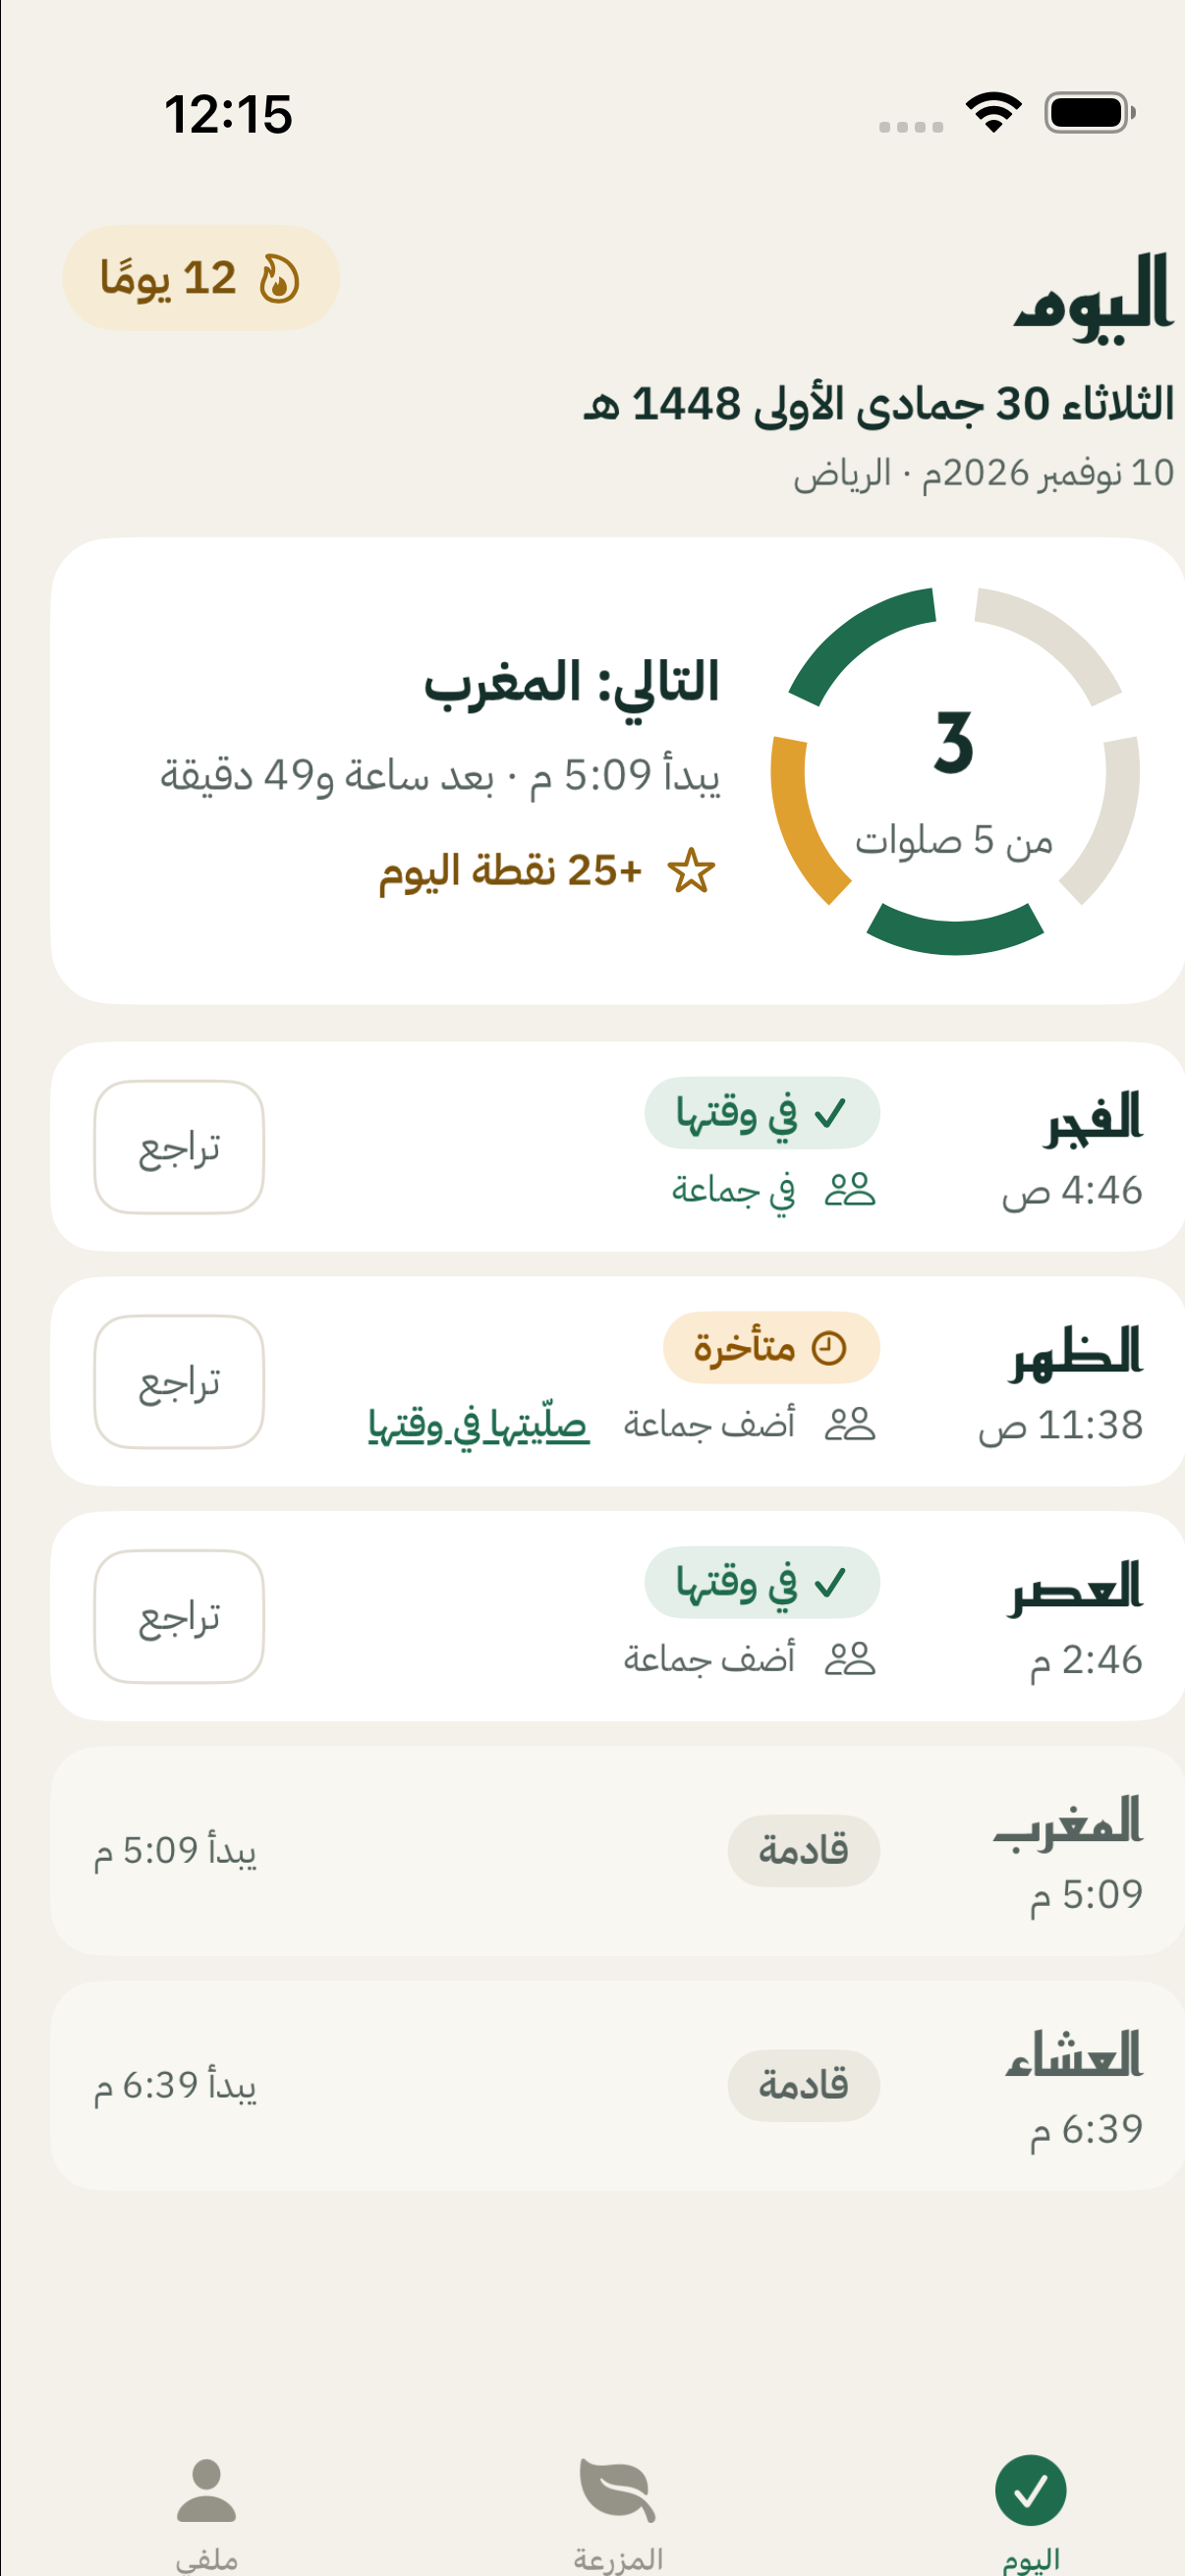 12:15
اليوم
12 يومًا
الثلاثاء 30 جمادى الأولى 1448 هـ
10 نوفمبر 2026م · الرياض
3
من 5 صلوات
التالي: المغرب
يبدأ 5:09 م · بعد ساعة و49 دقيقة
+25 نقطة اليوم
الفجر
4:46 ص
في وقتها
في جماعة
تراجع
الظهر
11:38 ص
متأخرة
أضف جماعة
صلّيتها في وقتها
تراجع
العصر
2:46 م
في وقتها
أضف جماعة
تراجع
المغرب
5:09 م
قادمة
يبدأ 5:09 م
العشاء
6:39 م
قادمة
يبدأ 6:39 م
اليوم
المزرعة
ملفي